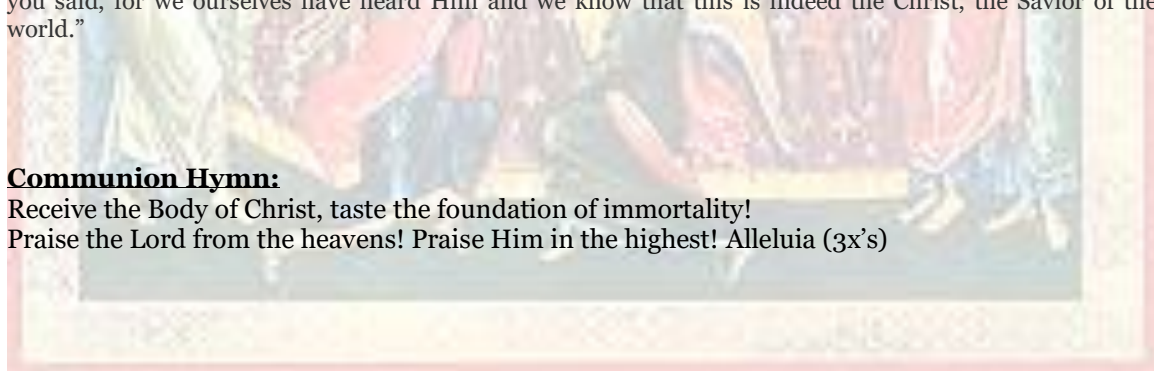 you said, for we ourselves have heard Him and we know that this is indeed the Christ, the Savior of the
world.”
Communion Hymn:
Receive the Body of Christ, taste the foundation of immortality!
Praise the Lord from the heavens! Praise Him in the highest! Alleluia (3x’s)